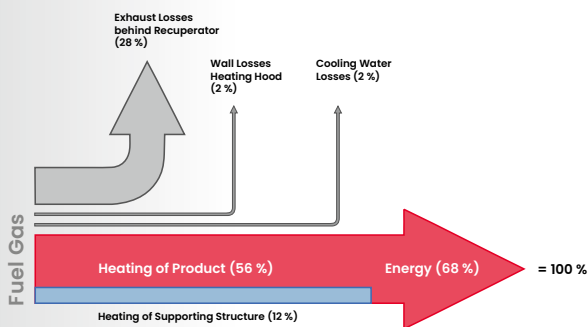 Exhaust Losses
behind Recuperator
(28 %)
Wall Losses
Heating Hood
(2 %)
Cooling Water
Losses (2 %)
Fuel Gas
Heating of Product (56 %)
Energy (68 %)
= 100 %
Heating of Supporting Structure (12 %)